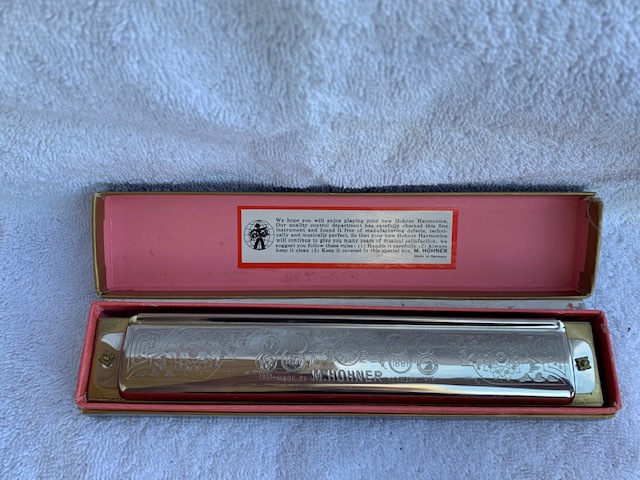 We hope you will enjoy playing your new Hohner Harmonica.
Our quality control department has carefully checked this fine
instrument and found it free of manufacturing defects, techni-
cally and musically perfect. So that your new Hohner Harmonica
will continue to give you many years of musical satisfaction, we
suggest you follow these rules: (1) Handle it carefully (2) Always
keep it clean (3) Keep it covered in this special box. M. HOHNER
Made in Germany
MADE BY M. HOHNER